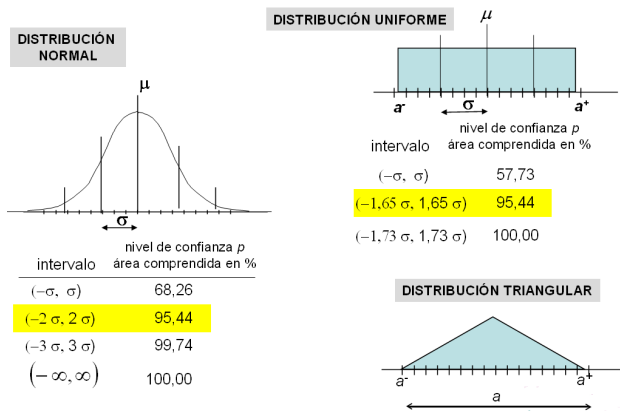 DISTRIBUCIÓN
NORMAL
μ
σ
nivel de confianza p
intervalo área comprendida en %
(−σ, σ) 68,26
(−2 σ, 2 σ) 95,44
(−3 σ, 3 σ) 99,74
(−∞, ∞) 100,00
DISTRIBUCIÓN UNIFORME
μ
a- σ a+
nivel de confianza p
intervalo área comprendida en %
(−σ, σ) 57,73
(−1,65 σ, 1,65 σ) 95,44
(−1,73 σ, 1,73 σ) 100,00
DISTRIBUCIÓN TRIANGULAR
a- a+
a